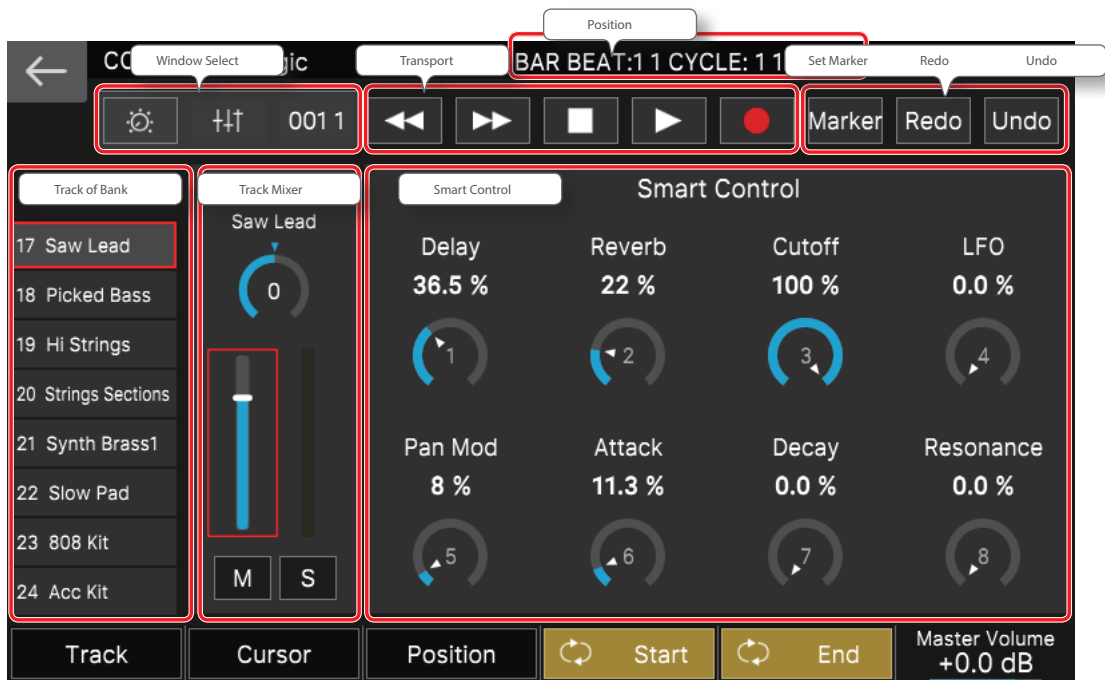 Position
Window Select
Transport
Set Marker Redo Undo
BAR BEAT:1 1 CYCLE: 1 1
001 1
Marker Redo Undo
Track of Bank
Track Mixer
Smart Control
Smart Control
17 Saw Lead
18 Picked Bass
19 Hi Strings
20 Strings Sections
21 Synth Brass1
22 Slow Pad
23 808 Kit
24 Acc Kit
Saw Lead
0
M S
Delay Reverb Cutoff LFO
36.5 % 22 % 100 % 0.0 %
1 2 3 4
Pan Mod Attack Decay Resonance
8 % 11.3 % 0.0 % 0.0 %
5 6 7 8
Track Cursor Position Start End
Master Volume
+0.0 dB